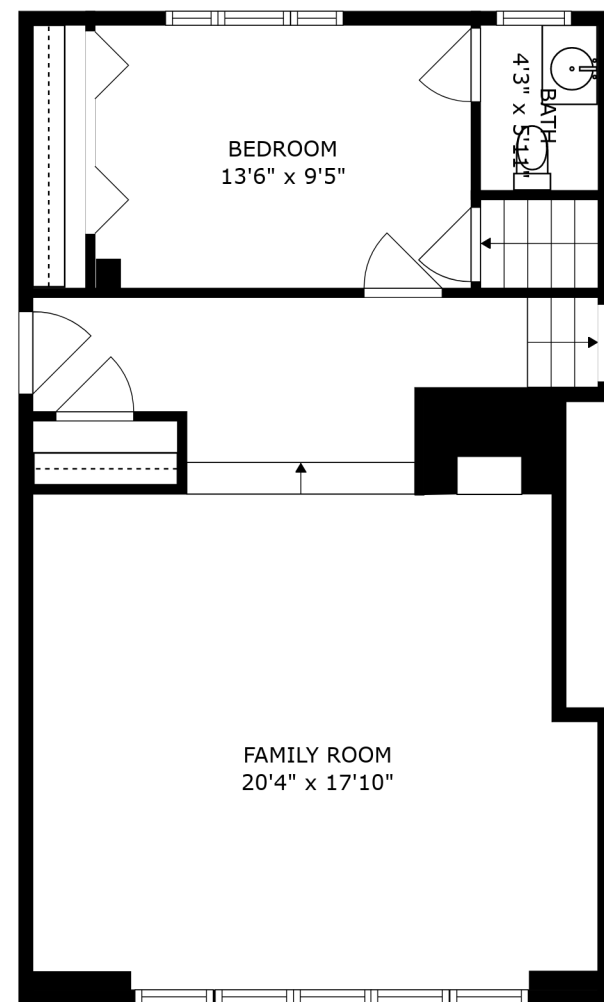 BEDROOM
13'6" x 9'5"
BATH
4'3" x 5'11"
FAMILY ROOM
20'4" x 17'10"